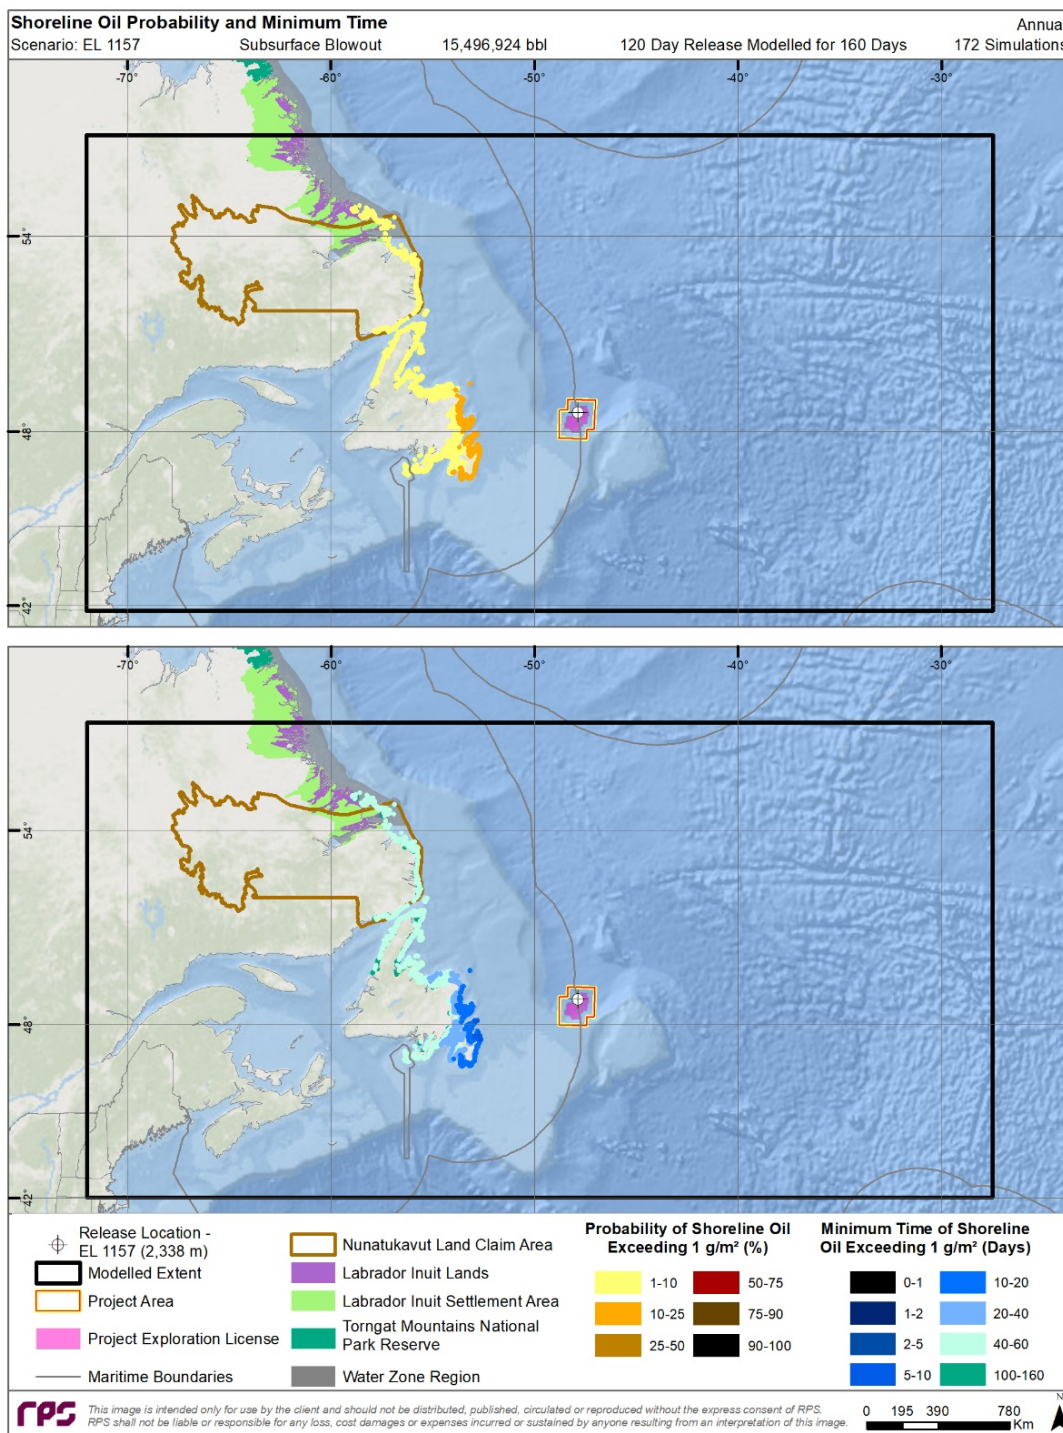 Shoreline Oil Probability and Minimum Time
Annual
Scenario: EL 1157 Subsurface Blowout 15,496,924 bbl 120 Day Release Modelled for 160 Days 172 Simulations
-70° -60° -50° -40° -30°
54°
48°
42°
-70° -60° -50° -40° -30°
54°
48°
42°
Release Location -
EL 1157 (2,338 m)
Modelled Extent
Project Area
Project Exploration License
Maritime Boundaries
Nunatukavut Land Claim Area
Labrador Inuit Lands
Labrador Inuit Settlement Area
Torngat Mountains National
Park Reserve
Water Zone Region
Probability of Shoreline Oil
Exceeding 1 g/m² (%)
1-10 50-75
10-25 75-90
25-50 90-100
Minimum Time of Shoreline
Oil Exceeding 1 g/m² (Days)
0-1 10-20
1-2 20-40
2-5 40-60
5-10 100-160
rps
This image is intended only for use by the client and should not be distributed, published, circulated or reproduced without the express consent of RPS.
RPS shall not be liable or responsible for any loss, cost damages or expenses incurred or sustained by anyone resulting from an interpretation of this image.
0 195 390 780
Km
N